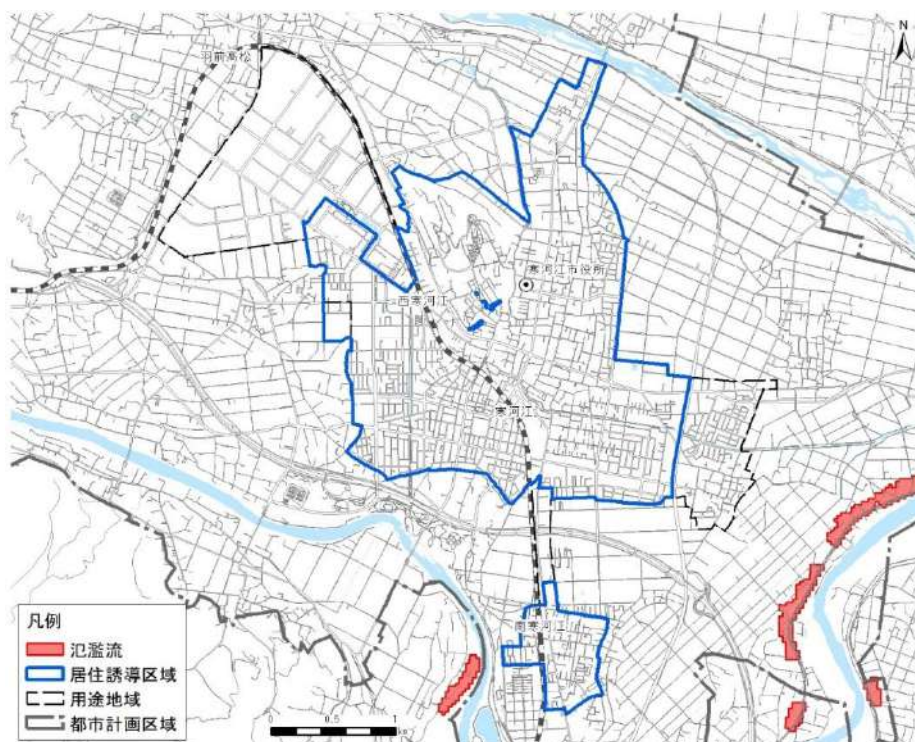 N
羽前高松
寒河江市役所
西寒河江
寒河江
南寒河江
凡例
氾濫流
居住誘導区域
用途地域
都市計画区域
0 0.5 1